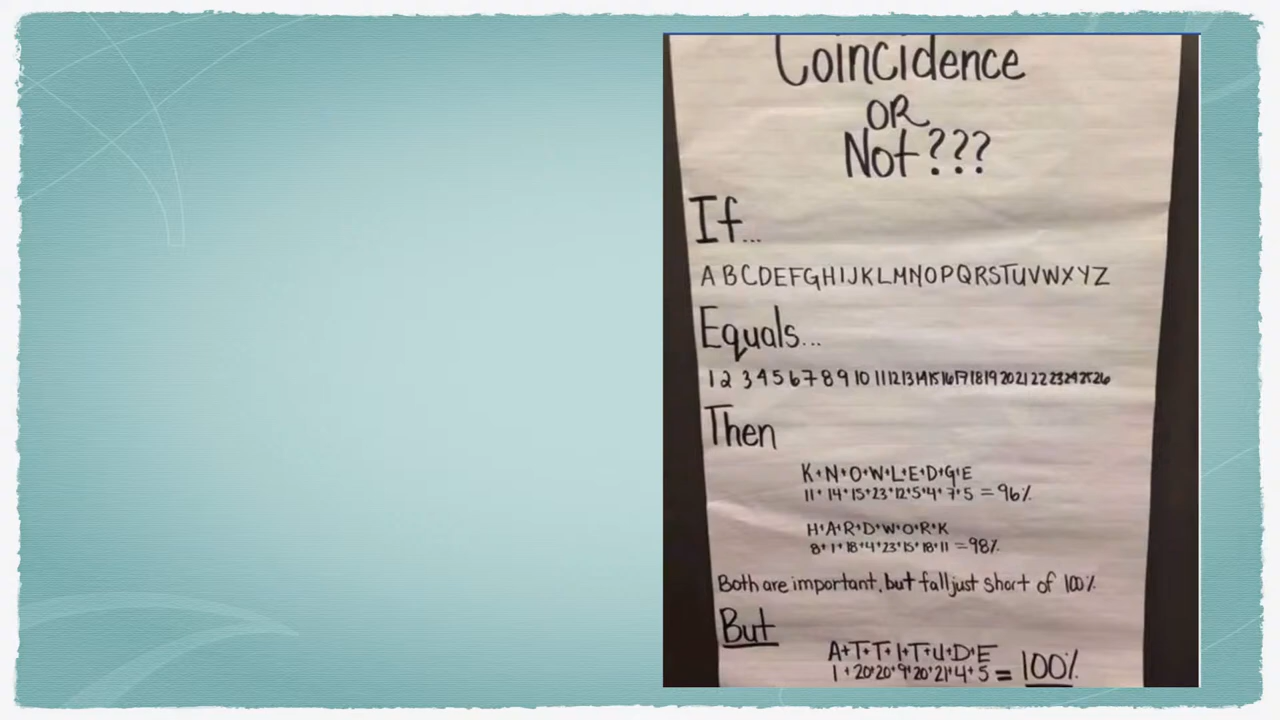 Coincidence
OR
Not???
If...
A B C D E F G H I J K L M N O P Q R S T U V W X Y Z
Equals...
1 2 3 4 5 6 7 8 9 10 11 12 13 14 15 16 17 18 19 20 21 22 23 24 25 26
Then
K+N+O+W+L+E+D+G+E
11+14+15+23+12+5+4+7+5 = 96%
H+A+R+D+W+O+R+K
8+1+18+4+23+15+18+11 = 98%
Both are important, but fall just short of 100%
But
A+T+T+I+T+U+D+E
1+20+20+9+20+21+4+5 = 100%